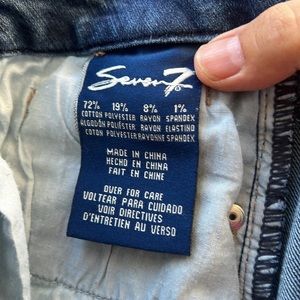 Seven7
72% 19% 8% 1%
COTTON POLYESTER RAYON SPANDEX
ALGODÓN POLIÉSTER RAYON ELASTINO
COTON POLYESTER RAYONNE SPANDEX
MADE IN CHINA
HECHO EN CHINA
FAIT EN CHINE
OVER FOR CARE
VOLTEAR PARA CUIDADO
VOIR DIRECTIVES
D'ENTRETIEN AU VERSO